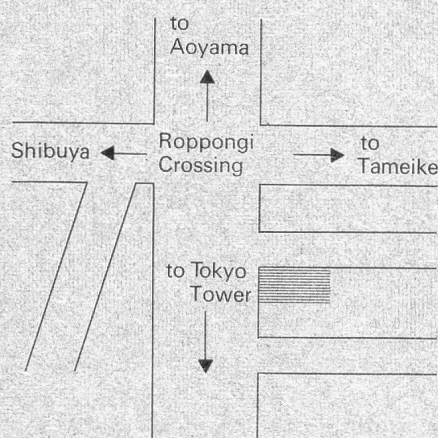 to
Aoyama
Shibuya
Roppongi
Crossing
to
Tameike
to Tokyo
Tower